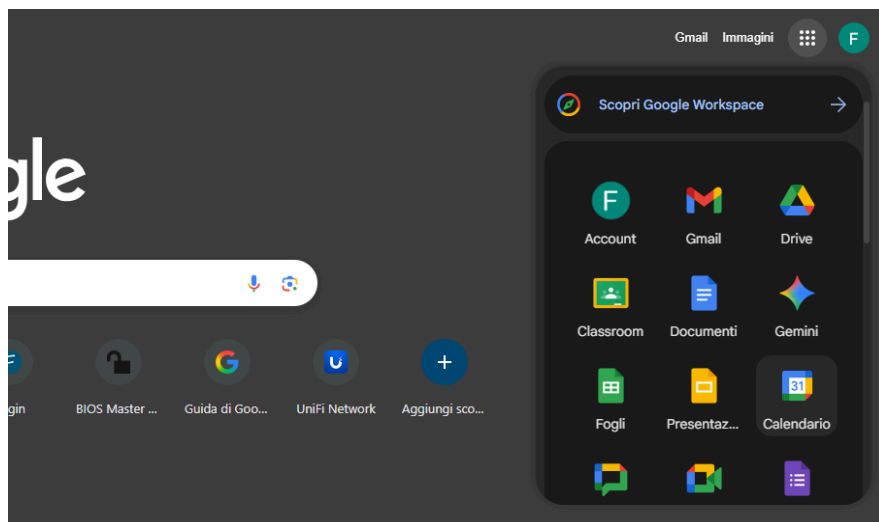 Gmail Immagini F
Scopri Google Workspace
gle
F
Account Gmail Drive
Classroom Documenti Gemini
31
Fogli Presentaz... Calendario
gin BIOS Master ... Guida di Goo... UniFi Network Aggiungi sco...